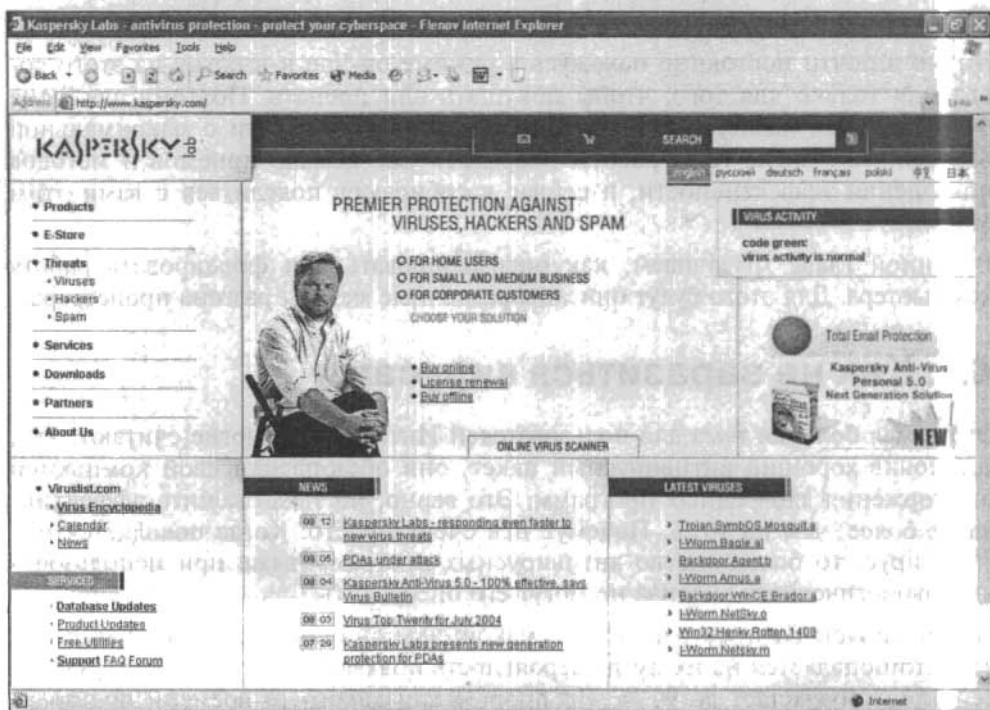 Kaspersky Labs - antivirus protection - protect your cyberspace - Flenov Internet Explorer
File Edit View Favorites Tools Help
Back Search Favorites Media
Address http://www.kaspersky.com/ Links
KASPERSKY lab
SEARCH
English русский deutsch français polski 中文 日本
Products
E-Store
Threats
Viruses
Hackers
Spam
Services
Downloads
Partners
About Us
PREMIER PROTECTION AGAINST
VIRUSES, HACKERS AND SPAM
FOR HOME USERS
FOR SMALL AND MEDIUM BUSINESS
FOR CORPORATE CUSTOMERS
CHOOSE YOUR SOLUTION
Buy online
License renewal
Buy offline
ONLINE VIRUS SCANNER
VIRUS ACTIVITY
code green:
virus activity is normal
Total Email Protection
Kaspersky Anti-Virus
Personal 5.0
Next Generation Solution
NEW
Viruslist.com
Virus Encyclopedia
Calendar
News
SERVICES
Database Updates
Product Updates
Free Utilities
Support FAQ Forum
NEWS
08 12 Kaspersky Labs - responding even faster to
new virus threats
08 05 PDAs under attack
08 04 Kaspersky Anti-Virus 5.0 - 100% effective, says
Virus Bulletin
08 03 Virus Top Twenty for July 2004
07 26 Kaspersky Labs presents new generation
protection for PDAs
LATEST VIRUSES
Trojan.SymbOS.Mosquit.a
I-Worm.Bagle.al
Backdoor.Agent.b
I-Worm.Amus.a
Backdoor.WinCE.Brador.a
I-Worm.NetSky.o
Win32.Henky.Rotten.1408
I-Worm.Netsky.m
Internet